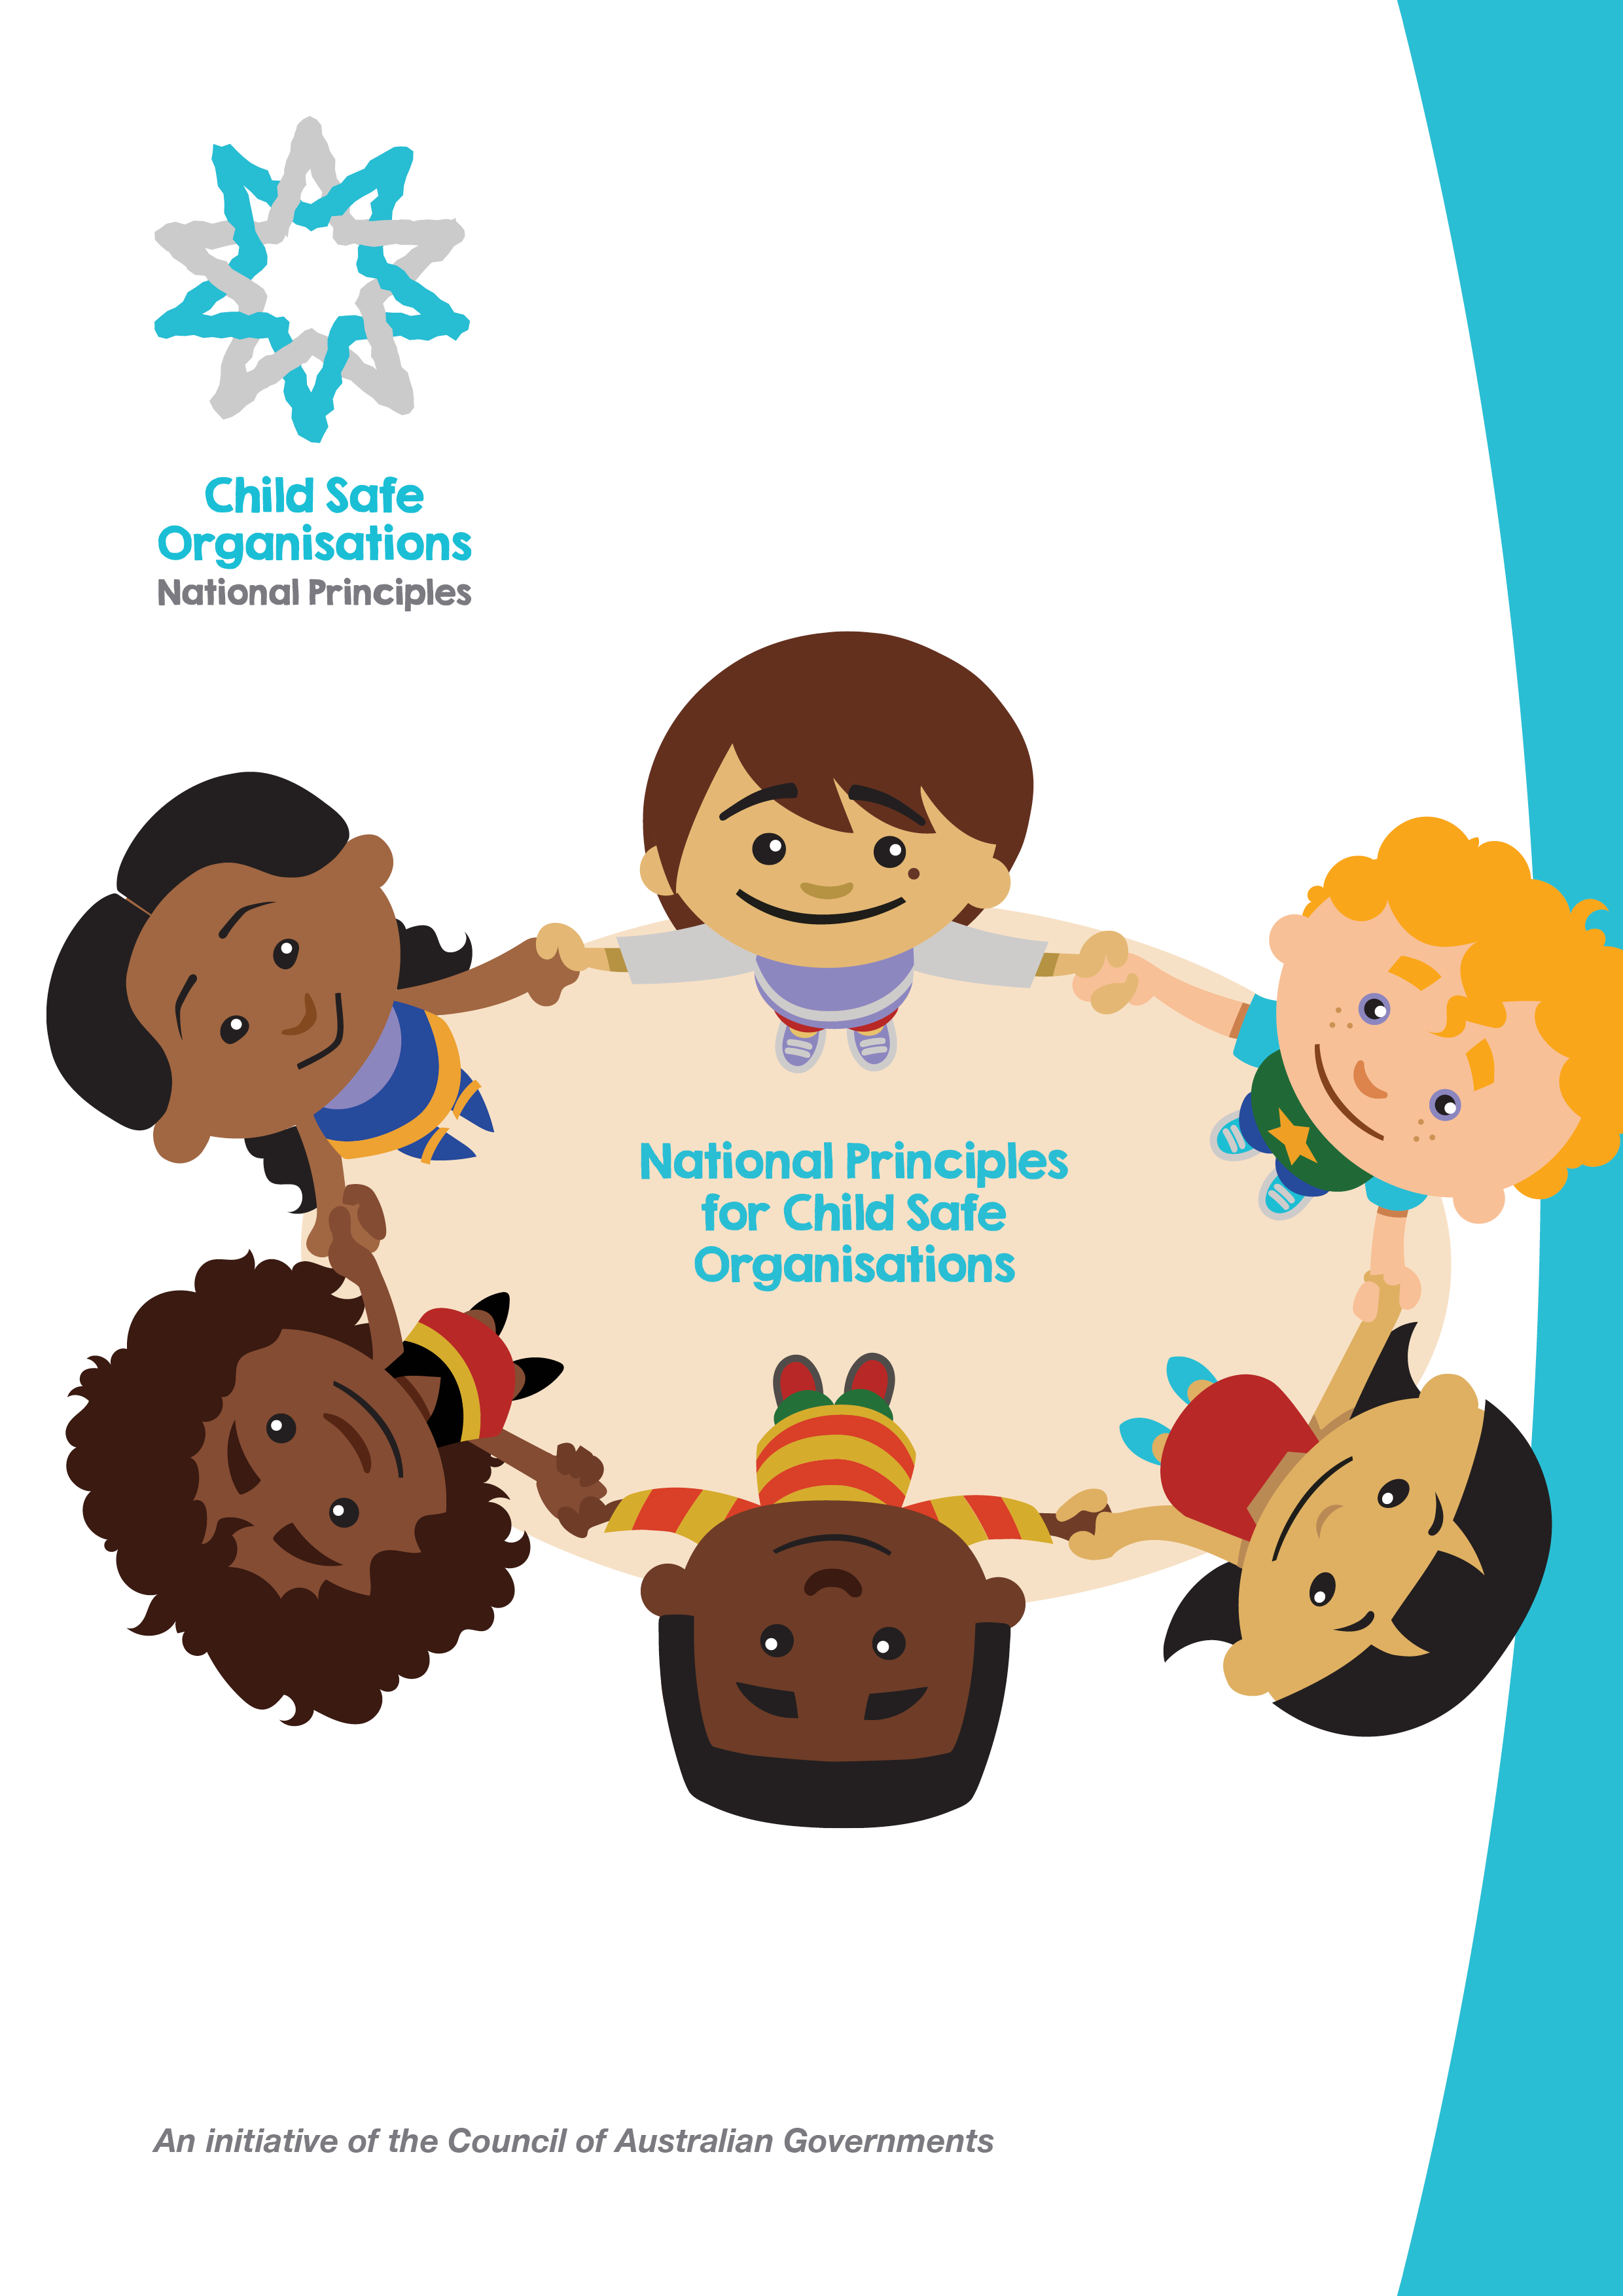 Child Safe
Organisations
National Principles
National Principles
for Child Safe
Organisations
An initiative of the Council of Australian Governments